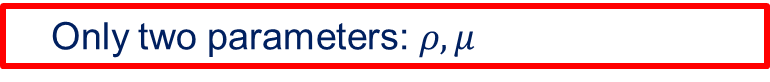 Only two parameters: 𝜌, 𝜇